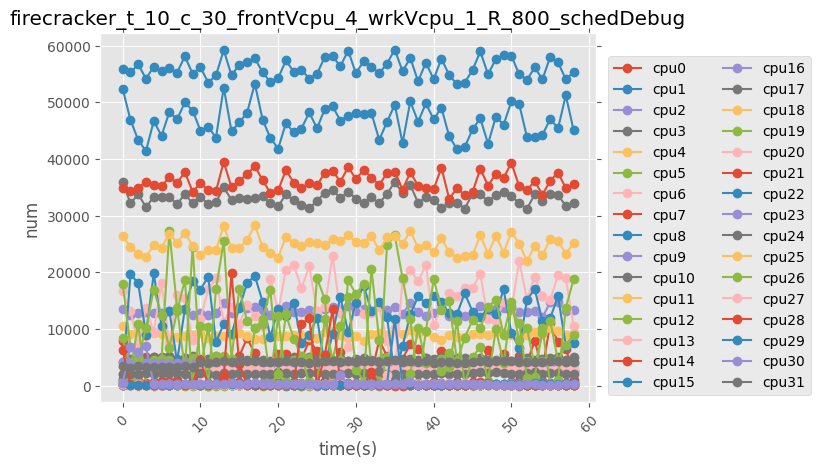 firecracker_t_10_c_30_frontVcpu_4_wrkVcpu_1_R_800_schedDebug
60000
50000
40000
30000
20000
10000
0
num
0
10
20
30
40
50
60
time(s)
cpu0
cpu1
cpu2
cpu3
cpu4
cpu5
cpu6
cpu7
cpu8
cpu9
cpu10
cpu11
cpu12
cpu13
cpu14
cpu15
cpu16
cpu17
cpu18
cpu19
cpu20
cpu21
cpu22
cpu23
cpu24
cpu25
cpu26
cpu27
cpu28
cpu29
cpu30
cpu31